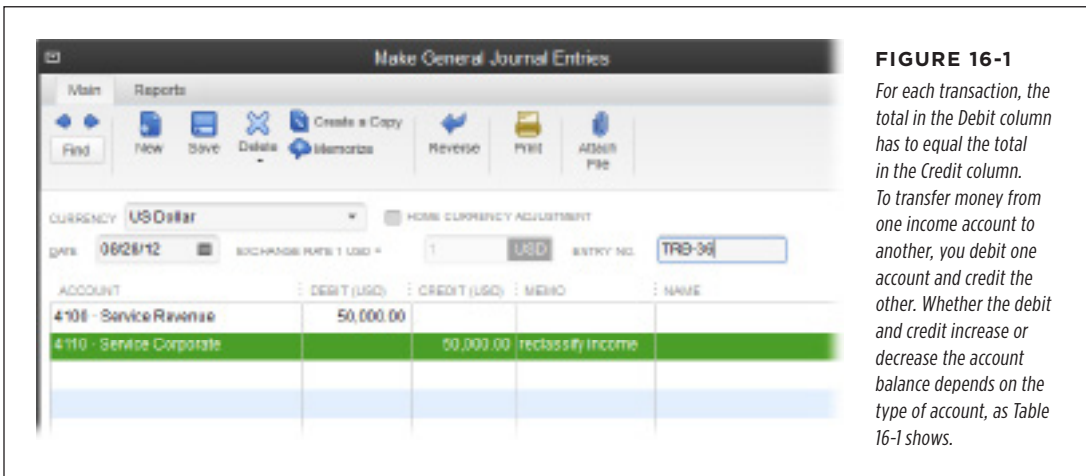 Make General Journal Entries
Main Reports
Find New Save Delete Create a Copy Memorize Reverse Print Attach File
CURRENCY US Dollar HOME CURRENCY ADJUSTMENT
DATE 06/26/12 EXCHANGE RATE 1 USD = 1 USD ENTRY NO. TRB-36
ACCOUNT DEBIT (USD) CREDIT (USD) MEMO NAME
4100 · Service Revenue 50,000.00
4110 · Service Corporate 50,000.00 reclassify income
FIGURE 16-1
For each transaction, the
total in the Debit column
has to equal the total
in the Credit column.
To transfer money from
one income account to
another, you debit one
account and credit the
other. Whether the debit
and credit increase or
decrease the account
balance depends on the
type of account, as Table
16-1 shows.